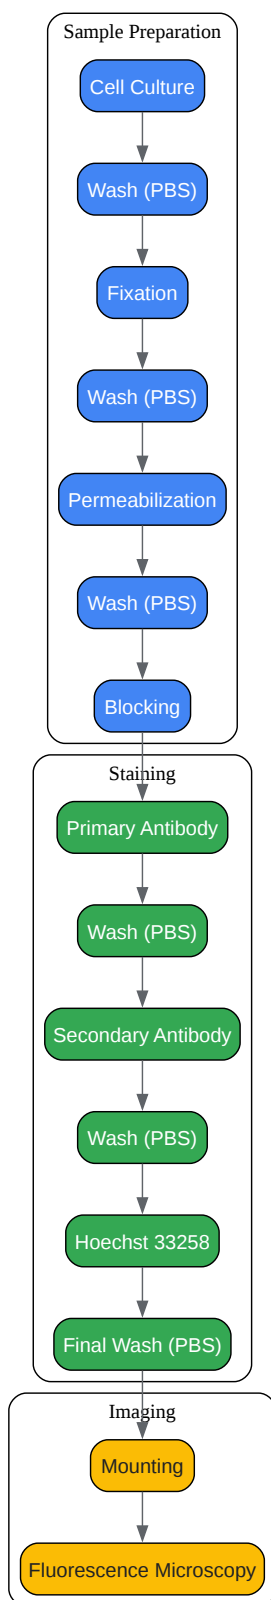 Sample Preparation
Cell Culture
Wash (PBS)
Fixation
Wash (PBS)
Permeabilization
Wash (PBS)
Blocking
Staining
Primary Antibody
Wash (PBS)
Secondary Antibody
Wash (PBS)
Hoechst 33258
Final Wash (PBS)
Imaging
Mounting
Fluorescence Microscopy